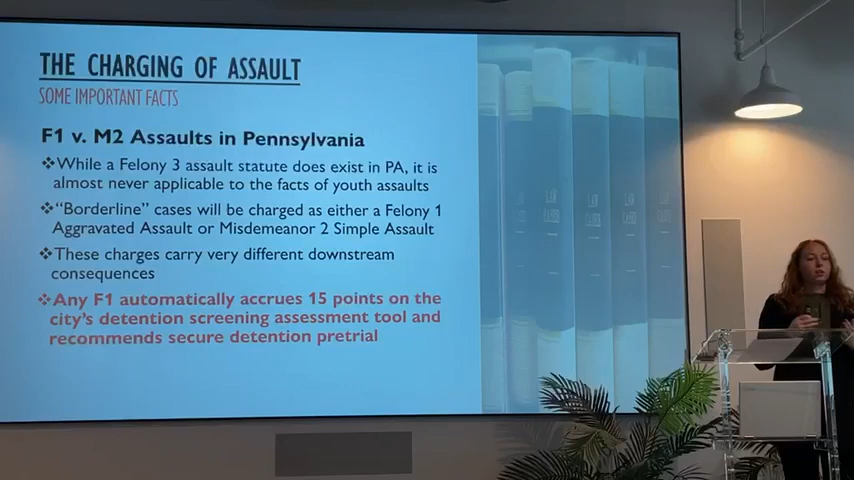 THE CHARGING OF ASSAULT
SOME IMPORTANT FACTS
F1 v. M2 Assaults in Pennsylvania
❖While a Felony 3 assault statute does exist in PA, it is
almost never applicable to the facts of youth assaults
❖“Borderline” cases will be charged as either a Felony 1
Aggravated Assault or Misdemeanor 2 Simple Assault
❖These charges carry very different downstream
consequences
❖Any F1 automatically accrues 15 points on the
city’s detention screening assessment tool and
recommends secure detention pretrial
LAW
LAW
LAW